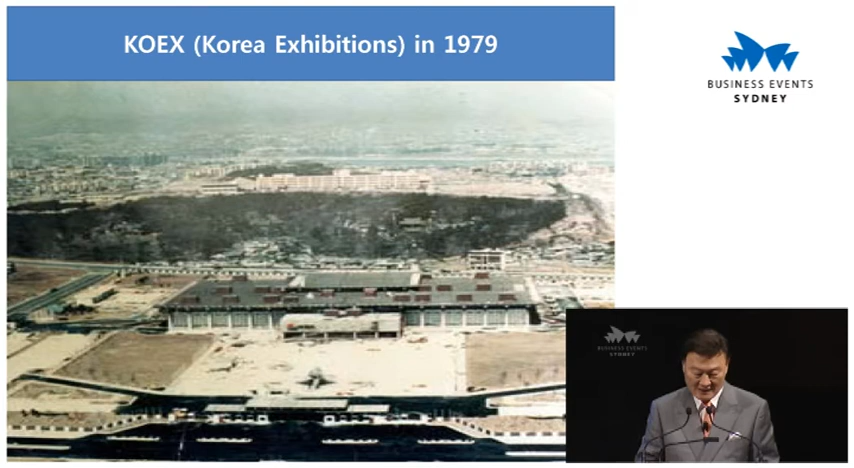 KOEX (Korea Exhibitions) in 1979
BUSINESS EVENTS
SYDNEY
BUSINESS EVENTS
SYDNEY